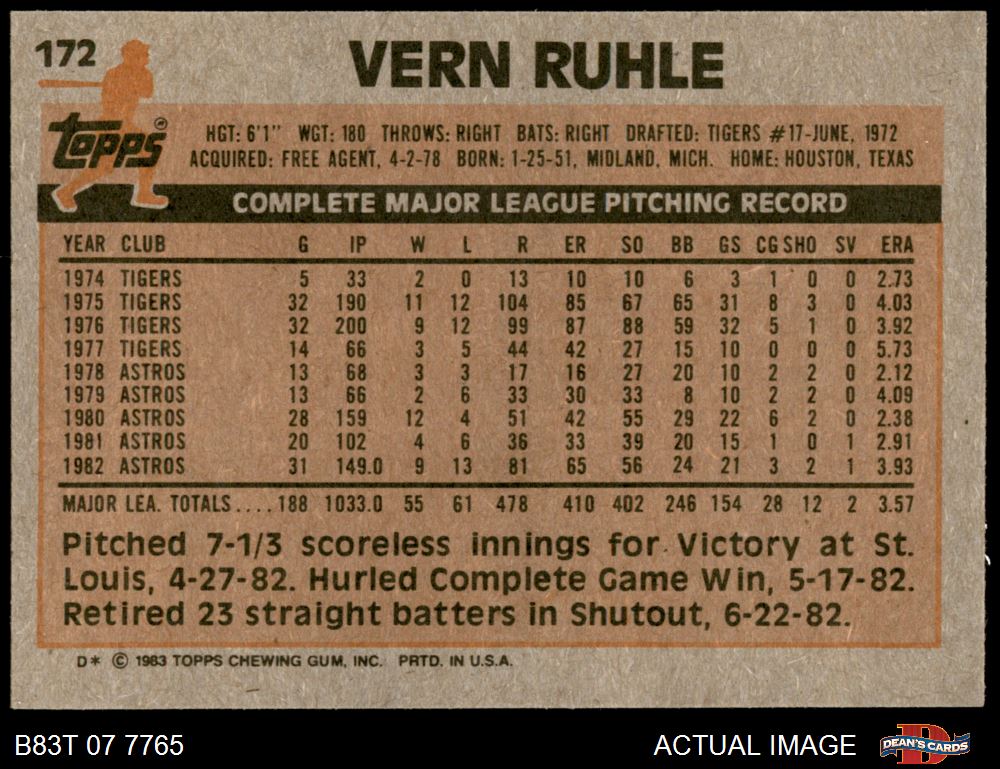 172
VERN RUHLE
Topps®
HGT: 6'1" WGT: 180 THROWS: RIGHT BATS: RIGHT DRAFTED: TIGERS #17-JUNE, 1972
ACQUIRED: FREE AGENT, 4-2-78 BORN: 1-25-51, MIDLAND, MICH. HOME: HOUSTON, TEXAS
COMPLETE MAJOR LEAGUE PITCHING RECORD
YEAR CLUB G IP W L R ER SO BB GS CG SHO SV ERA
1974 TIGERS 5 33 2 0 13 10 10 6 3 1 0 0 2.73
1975 TIGERS 32 190 11 12 104 85 67 65 31 8 3 0 4.03
1976 TIGERS 32 200 9 12 99 87 88 59 32 5 1 0 3.92
1977 TIGERS 14 66 3 5 44 42 27 15 10 0 0 0 5.73
1978 ASTROS 13 68 3 3 17 16 27 20 10 2 2 0 2.12
1979 ASTROS 13 66 2 6 33 30 33 8 10 2 2 0 4.09
1980 ASTROS 28 159 12 4 51 42 55 29 22 6 2 0 2.38
1981 ASTROS 20 102 4 6 36 33 39 20 15 1 0 1 2.91
1982 ASTROS 31 149.0 9 13 81 65 56 24 21 3 2 1 3.93
MAJOR LEA. TOTALS....188 1033.0 55 61 478 410 402 246 154 28 12 2 3.57
Pitched 7-1/3 scoreless innings for Victory at St.
Louis, 4-27-82. Hurled Complete Game Win, 5-17-82.
Retired 23 straight batters in Shutout, 6-22-82.
D* © 1983 TOPPS CHEWING GUM, INC. PRTD. IN U.S.A.
B83T 07 7765
ACTUAL IMAGE
DEAN'S CARDS